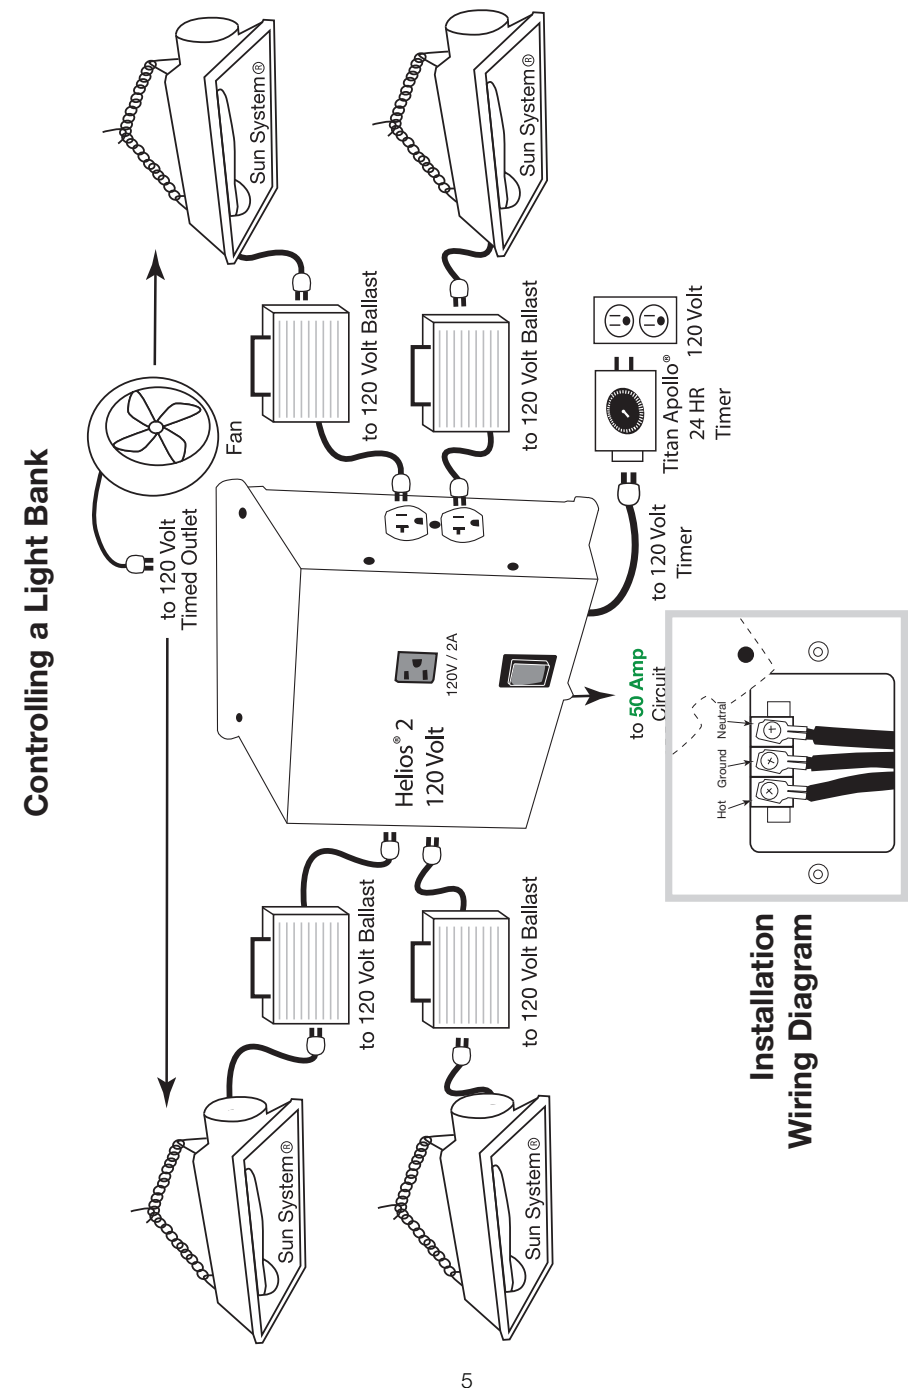 Controlling a Light Bank
Fan
to 120 Volt
Timed Outlet
Sun System®
Sun System®
Sun System®
Sun System®
to 120 Volt Ballast
to 120 Volt Ballast
to 120 Volt Ballast
to 120 Volt Ballast
Helios® 2
120 Volt
120V / 2A
to 120 Volt
Timer
Titan Apollo®
24 HR
Timer
120 Volt
to 50 Amp
Circuit
Hot
Ground
Neutral
Installation
Wiring Diagram
5